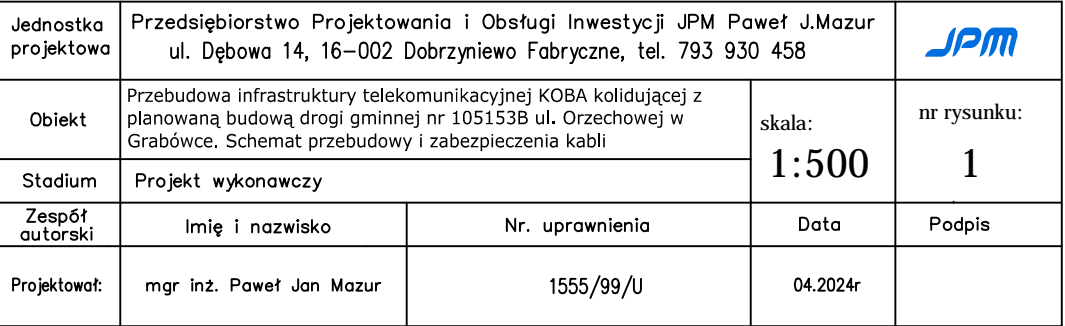 Jednostka projektowa
Przedsiębiorstwo Projektowania i Obsługi Inwestycji JPM Paweł J.Mazur
ul. Dębowa 14, 16-002 Dobrzyniewo Fabryczne, tel. 793 930 458
JPM
Obiekt
Przebudowa infrastruktury telekomunikacyjnej KOBA kolidującej z
planowaną budową drogi gminnej nr 105153B ul. Orzechowej w
Grabówce. Schemat przebudowy i zabezpieczenia kabli
skala:
1:500
nr rysunku:
1
Stadium
Projekt wykonawczy
Zespół
autorski
Imię i nazwisko
Nr. uprawnienia
Data
Podpis
Projektował:
mgr inż. Paweł Jan Mazur
1555/99/U
04.2024r